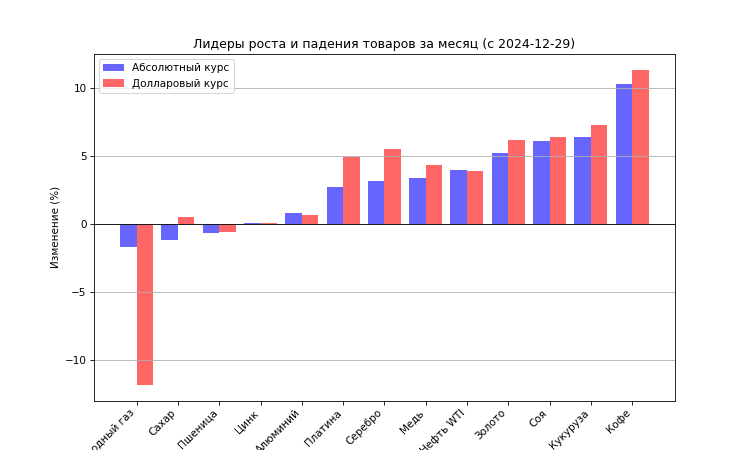 Лидеры роста и падения товаров за месяц (с 2024-12-29)
Абсолютный курс
Долларовый курс
Изменение (%)
10
5
0
−5
−10
одный газ
Сахар
Пшеница
Цинк
Алюминий
Платина
Серебро
Медь
Нефть WTI
Золото
Соя
Кукуруза
Кофе